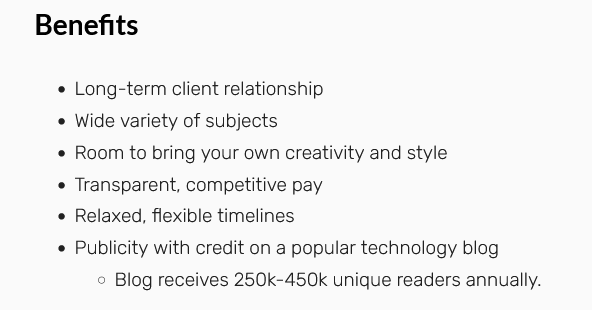 Benefits
Long-term client relationship
Wide variety of subjects
Room to bring your own creativity and style
Transparent, competitive pay
Relaxed, flexible timelines
Publicity with credit on a popular technology blog
Blog receives 250k-450k unique readers annually.